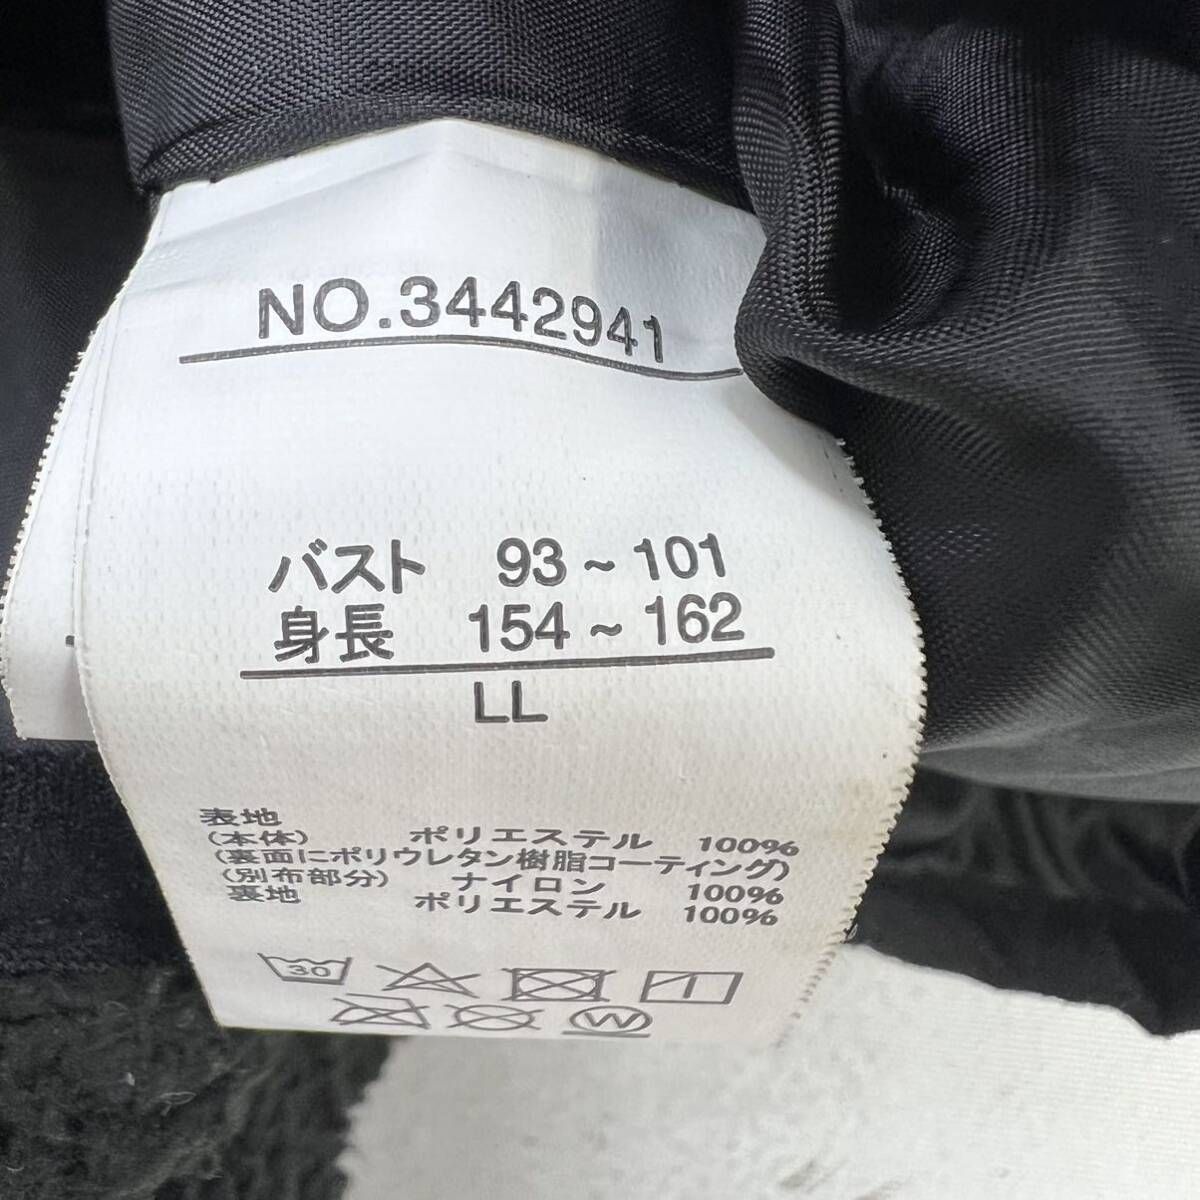 NO.3442941
バスト 93~101
身長 154~162
LL
表地
(本体) ポリエステル 100%
(裏面にポリウレタン樹脂コーティング)
(別布部分) ナイロン 100%
裏地 ポリエステル 100%
30
W